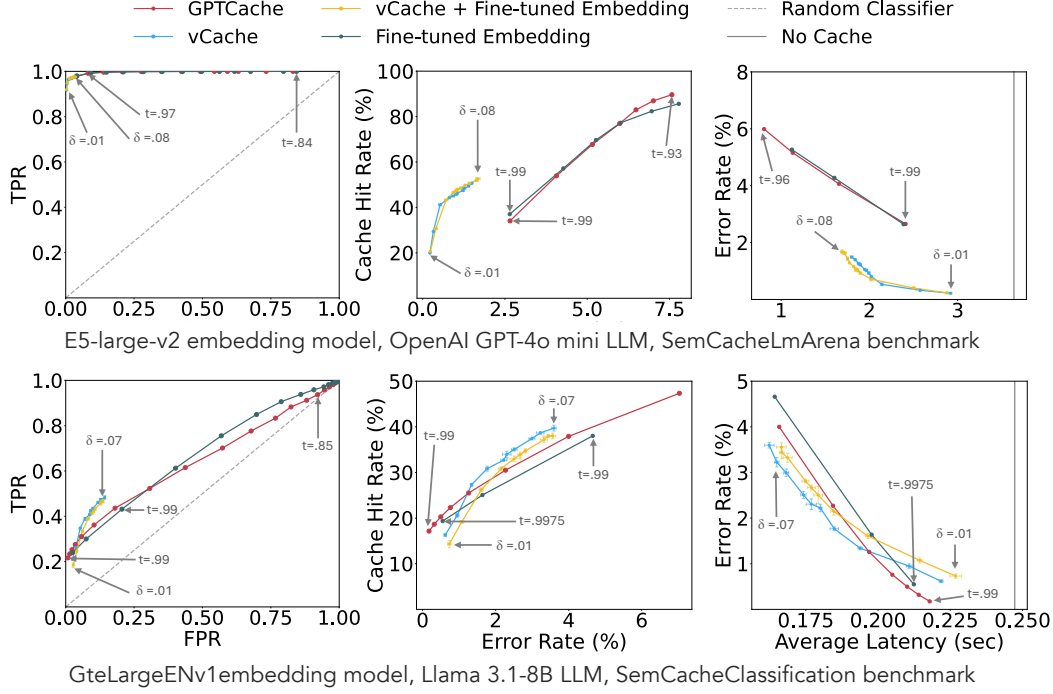 GPTCache
vCache + Fine-tuned Embedding
Random Classifier
vCache
Fine-tuned Embedding
No Cache
TPR
1.0
0.8
0.6
0.4
0.2
0.00 0.25 0.50 0.75 1.00
δ =.01
δ =.08
t=.97
t=.84
Cache Hit Rate (%)
100
80
60
40
20
0.0 2.5 5.0 7.5
δ =.08
t=.99
t=.99
t=.93
δ =.01
Error Rate (%)
8
6
4
2
1 2 3
t=.96
t=.99
δ =.08
δ =.01
E5-large-v2 embedding model, OpenAI GPT-4o mini LLM, SemCacheLmArena benchmark
TPR
1.0
0.8
0.6
0.4
0.2
0.00 0.25 0.50 0.75 1.00
FPR
δ =.07
t=.85
t=.99
t=.99
δ =.01
Cache Hit Rate (%)
50
40
30
20
10
0 2 4 6
Error Rate (%)
δ =.07
t=.99
t=.99
t=.9975
δ =.01
Error Rate (%)
5
4
3
2
1
0.175 0.200 0.225 0.250
Average Latency (sec)
t=.9975
δ =.07
δ =.01
t=.99
GteLargeENv1embedding model, Llama 3.1-8B LLM, SemCacheClassification benchmark